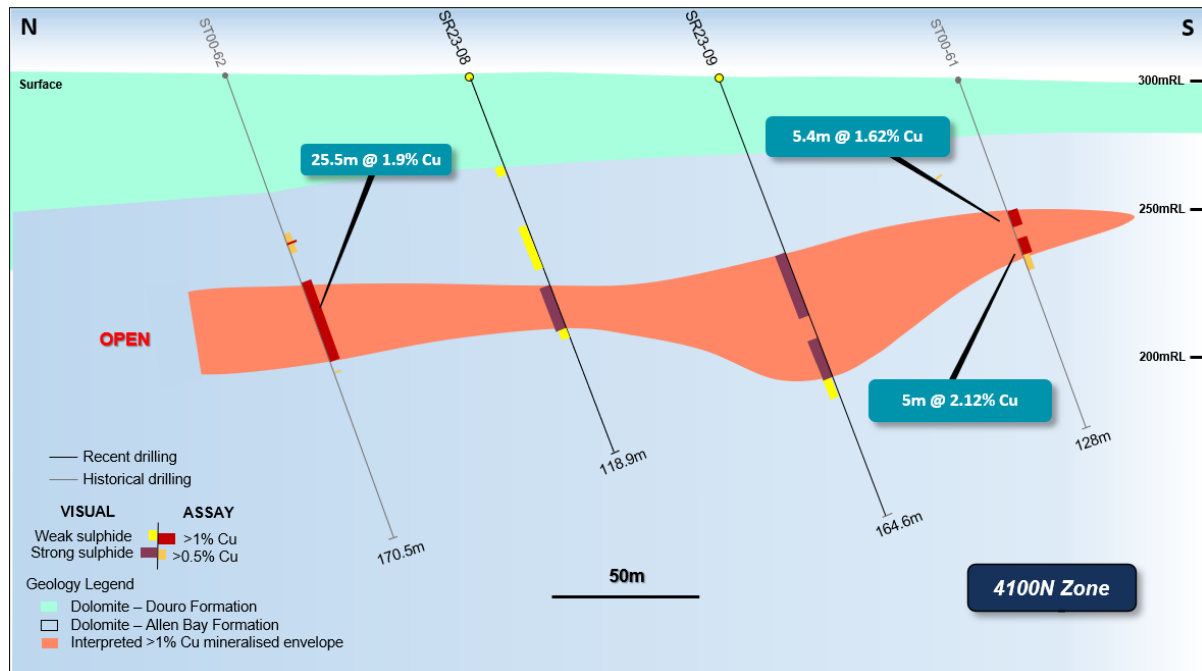 N
ST00-62
SR23-08
SR23-09
ST00-61
S
Surface
300mRL
25.5m @ 1.9% Cu
5.4m @ 1.62% Cu
250mRL
OPEN
200mRL
5m @ 2.12% Cu
128m
118.9m
164.6m
170.5m
Recent drilling
Historical drilling
VISUAL ASSAY
Weak sulphide >1% Cu
Strong sulphide >0.5% Cu
50m
4100N Zone
Geology Legend
Dolomite – Douro Formation
Dolomite – Allen Bay Formation
Interpreted >1% Cu mineralised envelope